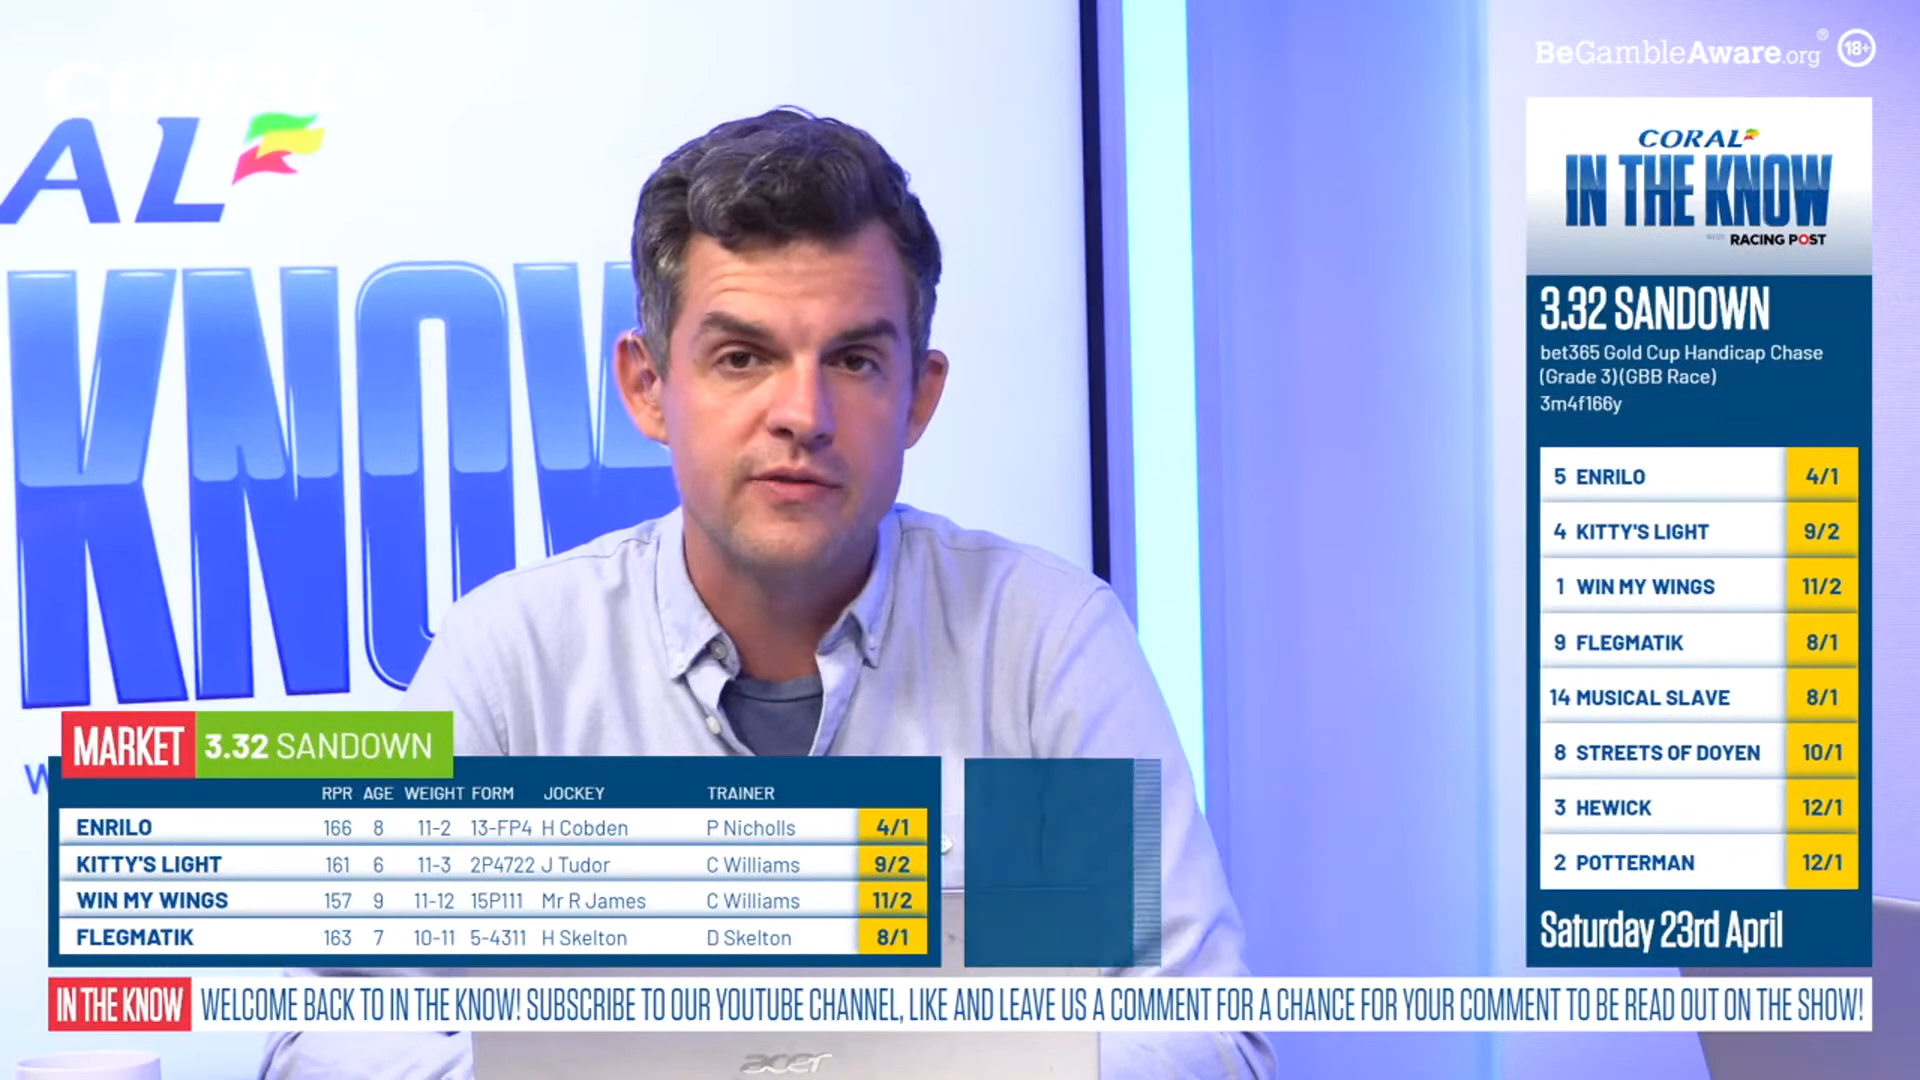 CORAL
BeGambleAware.org® 18+
AL
KNOW
CORAL
IN THE KNOW
WITH RACING POST
3.32 SANDOWN
bet365 Gold Cup Handicap Chase
(Grade 3)(GBB Race)
3m4f166y
5 ENRILO 4/1
4 KITTY'S LIGHT 9/2
1 WIN MY WINGS 11/2
9 FLEGMATIK 8/1
14 MUSICAL SLAVE 8/1
8 STREETS OF DOYEN 10/1
3 HEWICK 12/1
2 POTTERMAN 12/1
Saturday 23rd April
MARKET 3.32 SANDOWN
RPR AGE WEIGHT FORM JOCKEY TRAINER
ENRILO 166 8 11-2 13-FP4 H Cobden P Nicholls 4/1
KITTY'S LIGHT 161 6 11-3 2P4722 J Tudor C Williams 9/2
WIN MY WINGS 157 9 11-12 15P111 Mr R James C Williams 11/2
FLEGMATIK 163 7 10-11 5-4311 H Skelton D Skelton 8/1
IN THE KNOW WELCOME BACK TO IN THE KNOW! SUBSCRIBE TO OUR YOUTUBE CHANNEL, LIKE AND LEAVE US A COMMENT FOR A CHANCE FOR YOUR COMMENT TO BE READ OUT ON THE SHOW!
acer